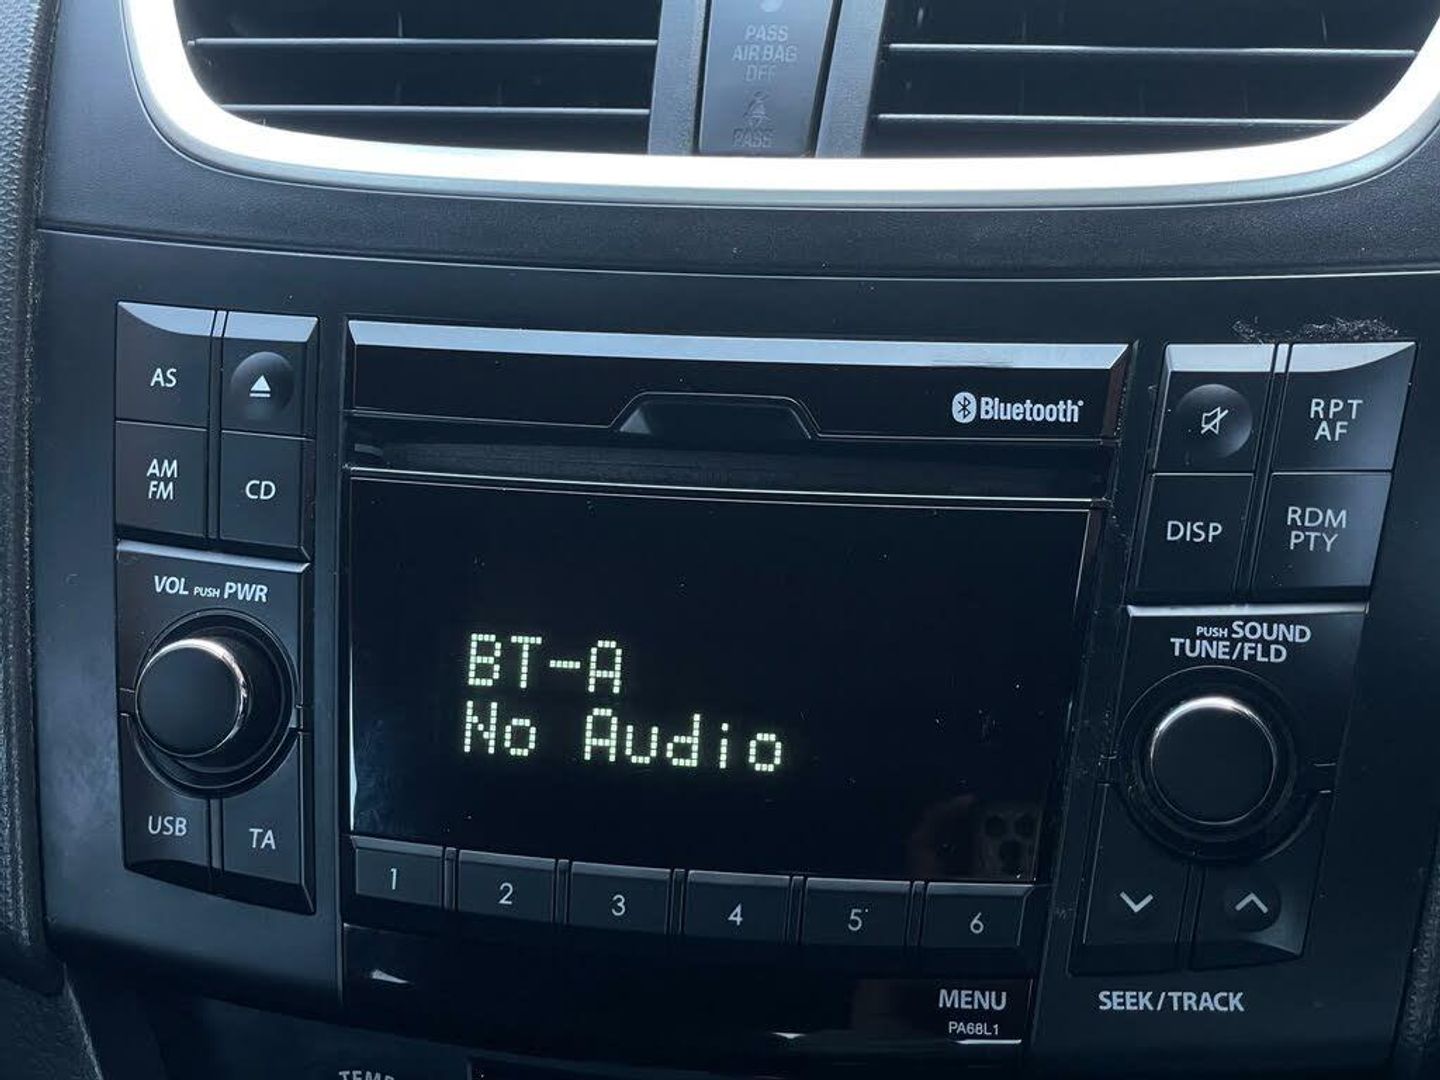 PASS
AIR BAG
OFF
PASS
AS
Bluetooth
RPT
AF
AM
FM
CD
DISP
RDM
PTY
VOL PUSH PWR
PUSH SOUND
TUNE/FLD
BT-A
No Audio
USB
TA
1
2
3
4
5
6
MENU
PA68L1
SEEK/TRACK
TEMP